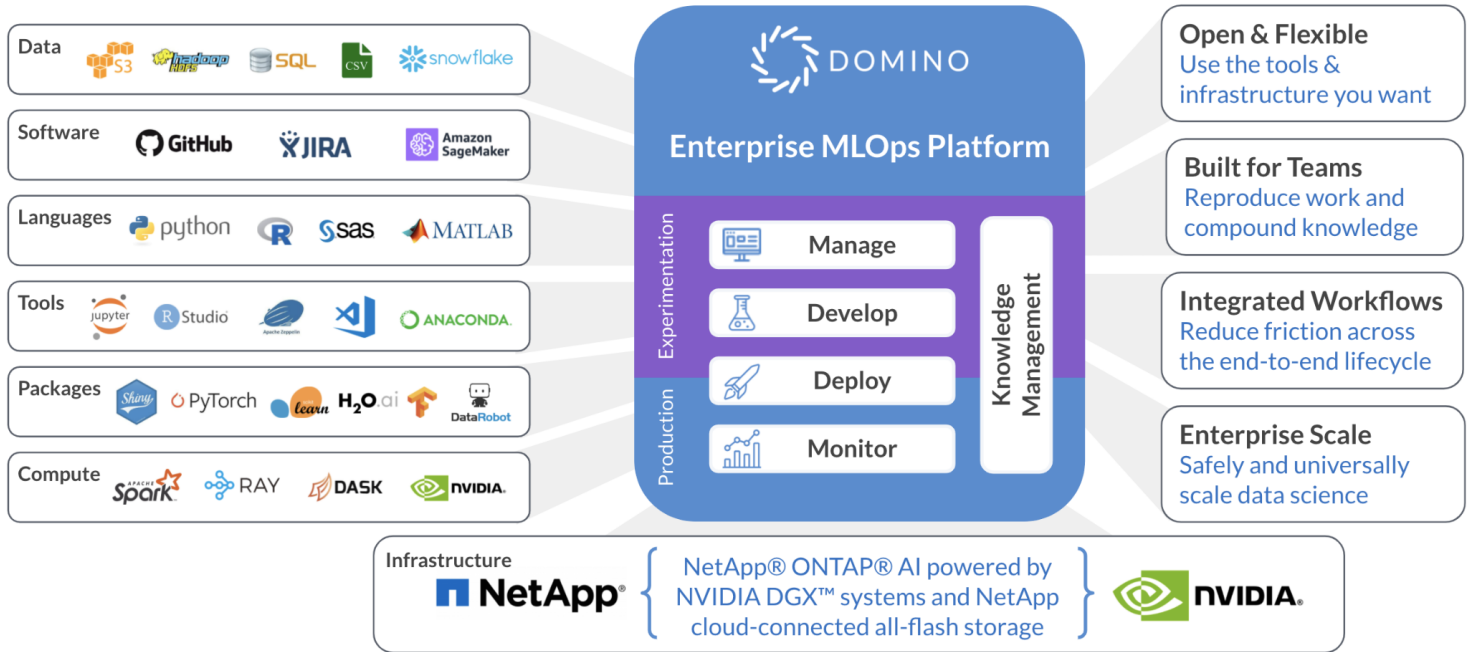 Data
S3
hadoop
HDFS
SQL
CSV
snowflake
Software
GitHub
JIRA
Amazon
SageMaker
Languages
python
R
sas
MATLAB
Tools
jupyter
R Studio
Apache Zeppelin
ANACONDA.
Packages
Shiny
PyTorch
learn
H2O.ai
DataRobot
Compute
APACHE
Spark
RAY
DASK
NVIDIA.
DOMINO
Enterprise MLOps Platform
Experimentation
Production
Manage
Develop
Deploy
Monitor
Knowledge
Management
Open & Flexible
Use the tools &
infrastructure you want
Built for Teams
Reproduce work and
compound knowledge
Integrated Workflows
Reduce friction across
the end-to-end lifecycle
Enterprise Scale
Safely and universally
scale data science
Infrastructure
NetApp®
NetApp® ONTAP® AI powered by
NVIDIA DGX™ systems and NetApp
cloud-connected all-flash storage
NVIDIA.